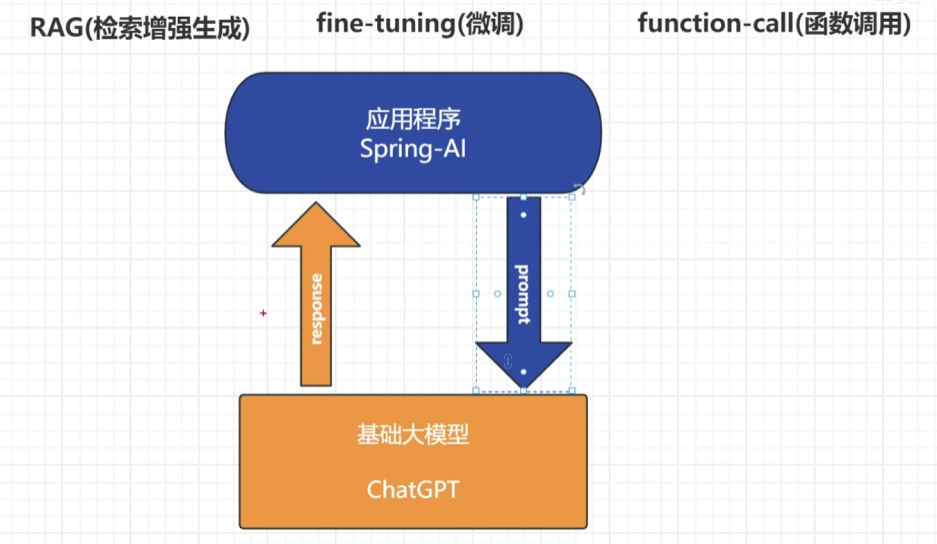 RAG(检索增强生成)
fine-tuning(微调)
function-call(函数调用)
应用程序
Spring-AI
response
prompt
基础大模型
ChatGPT